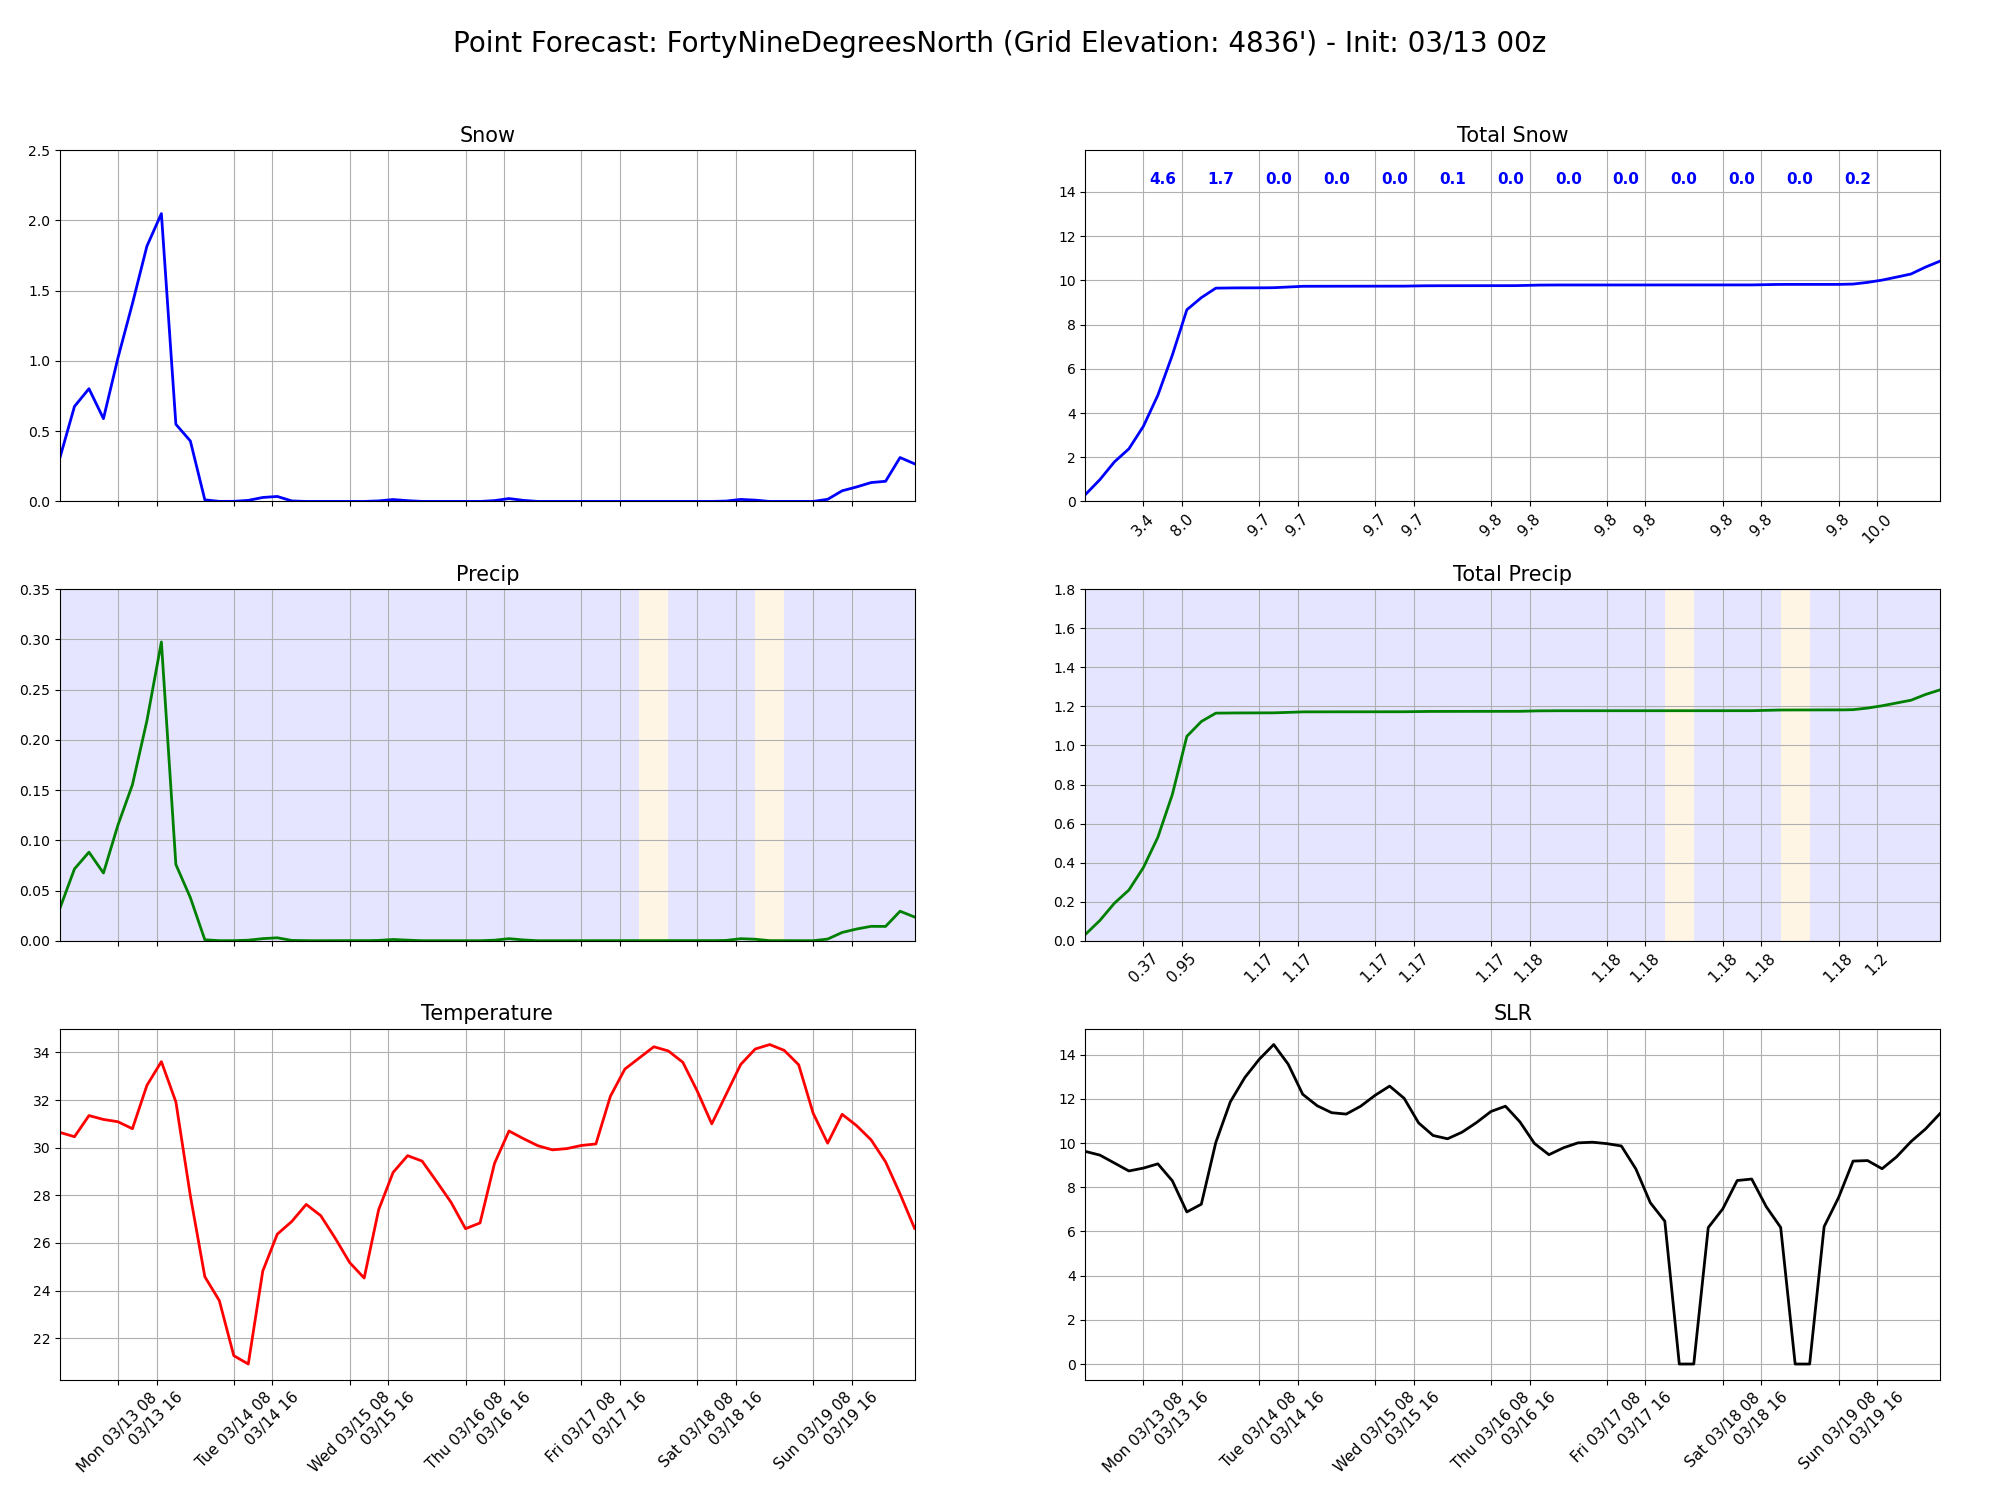 Point Forecast: FortyNineDegreesNorth (Grid Elevation: 4836') - Init: 03/13 00z
Snow
2.5
2.0
1.5
1.0
0.5
0.0
Total Snow
4.6 1.7 0.0 0.0 0.0 0.1 0.0 0.0 0.0 0.0 0.0 0.0 0.2
14
12
10
8
6
4
2
0
3.4 8.0 9.7 9.7 9.7 9.7 9.8 9.8 9.8 9.8 9.8 9.8 9.8 10.0
Precip
0.35
0.30
0.25
0.20
0.15
0.10
0.05
0.00
Total Precip
1.8
1.6
1.4
1.2
1.0
0.8
0.6
0.4
0.2
0.0
0.37 0.95 1.17 1.17 1.17 1.17 1.17 1.18 1.18 1.18 1.18 1.18 1.18 1.2
Temperature
34
32
30
28
26
24
22
Mon 03/13 08
03/13 16
Tue 03/14 08
03/14 16
Wed 03/15 08
03/15 16
Thu 03/16 08
03/16 16
Fri 03/17 08
03/17 16
Sat 03/18 08
03/18 16
Sun 03/19 08
03/19 16
SLR
14
12
10
8
6
4
2
0
Mon 03/13 08
03/13 16
Tue 03/14 08
03/14 16
Wed 03/15 08
03/15 16
Thu 03/16 08
03/16 16
Fri 03/17 08
03/17 16
Sat 03/18 08
03/18 16
Sun 03/19 08
03/19 16